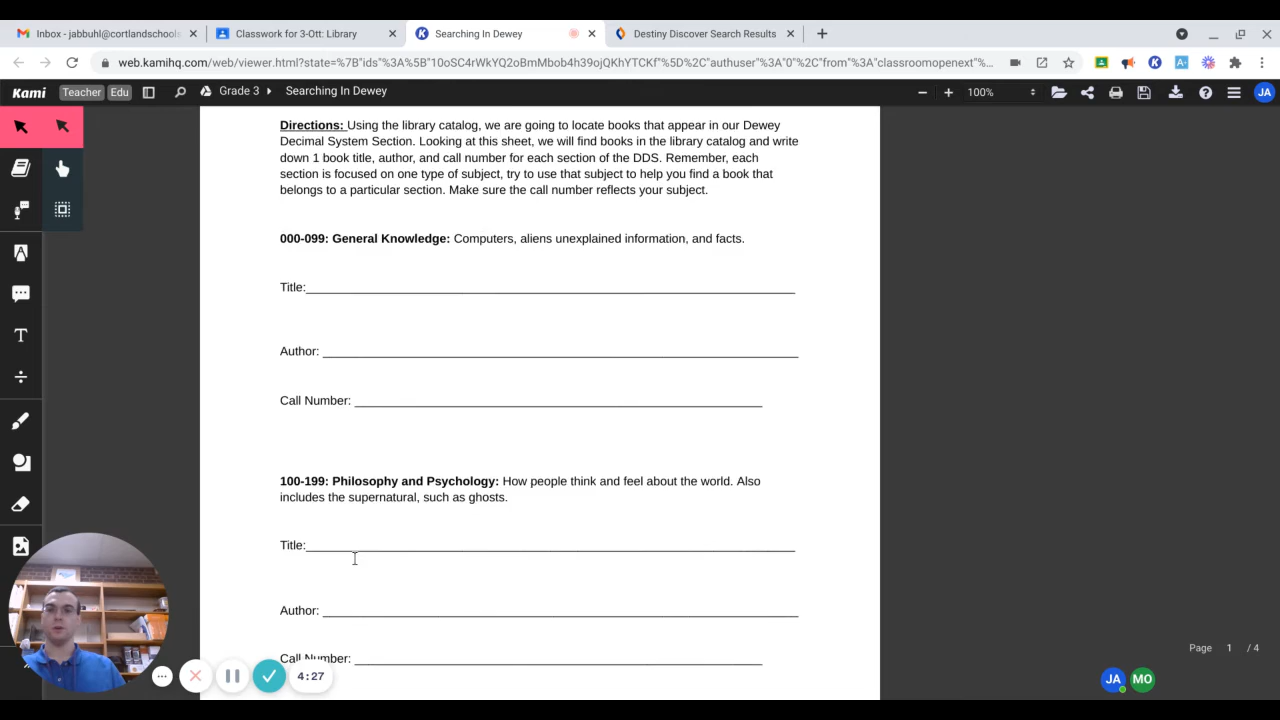 Inbox - jabbuhl@cortlandschools
Classwork for 3-Ott: Library
Searching In Dewey
Destiny Discover Search Results
web.kamihq.com/web/viewer.html?state=%7B"ids"%3A%5B"10oSC4rWkYQ2oBmMbob4h39ojQKhYTCKf"%5D%2C"authuser"%3A"0"%2C"from"%3A"classroomopenext"%...
Kami Teacher Edu
Grade 3
Searching In Dewey
100%
JA
Directions: Using the library catalog, we are going to locate books that appear in our Dewey
Decimal System Section. Looking at this sheet, we will find books in the library catalog and write
down 1 book title, author, and call number for each section of the DDS. Remember, each
section is focused on one type of subject, try to use that subject to help you find a book that
belongs to a particular section. Make sure the call number reflects your subject.
000-099: General Knowledge: Computers, aliens unexplained information, and facts.
Title:
Author:
Call Number:
100-199: Philosophy and Psychology: How people think and feel about the world. Also
includes the supernatural, such as ghosts.
Title:
Author:
Call Number:
4:27
Page 1 / 4
JA MO